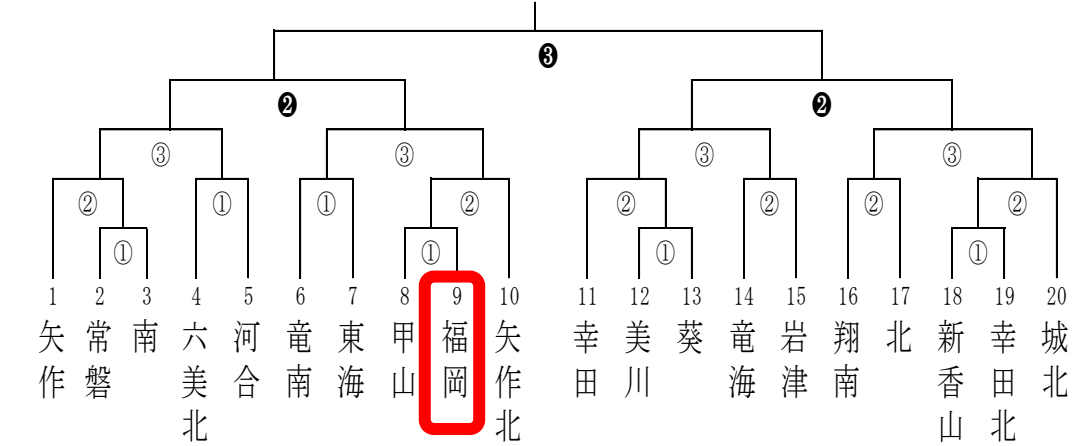 ❸
❷ ❷
③ ③ ③ ③
② ① ① ② ② ② ② ②
① ① ① ①
1 2 3 4 5 6 7 8 9 10 11 12 13 14 15 16 17 18 19 20
矢作
常磐
南
六美北
河合
竜南
東海
甲山
福岡
矢作北
幸田
美川
葵
竜海
岩津
翔南
北
新香山
幸田北
城北